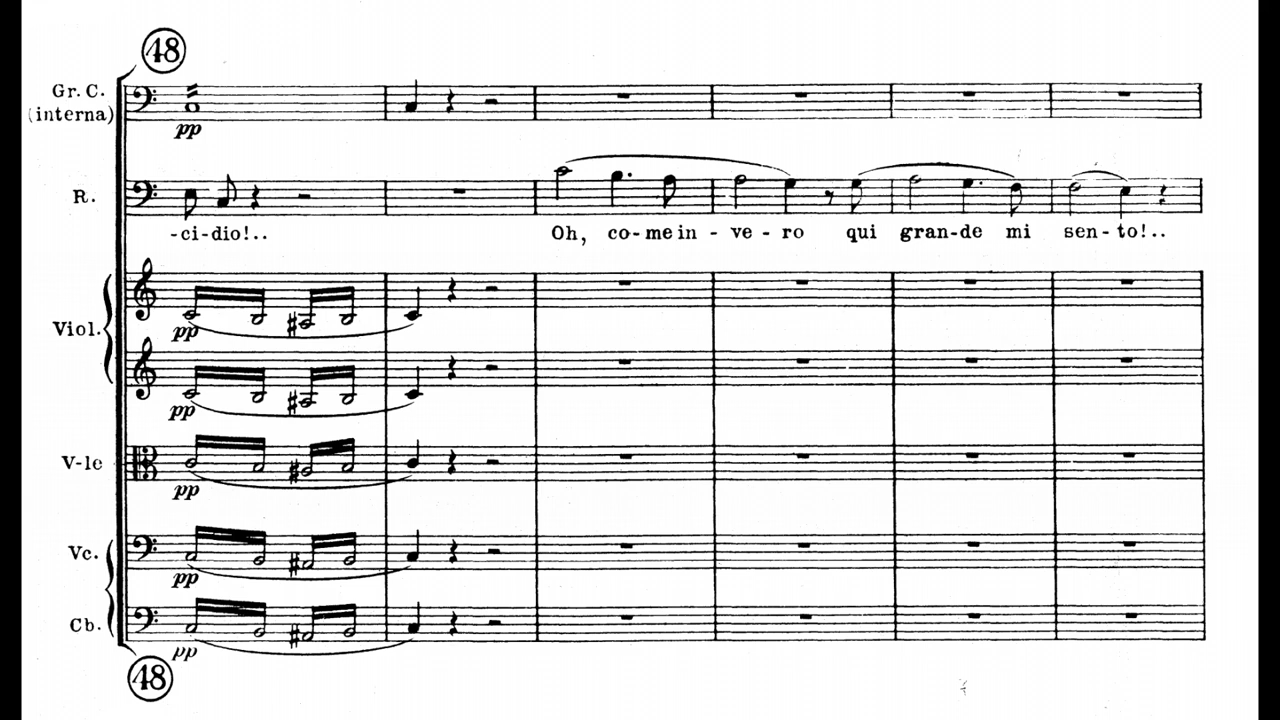 48
Gr. C.
(interna)
pp
R.
-ci-dio!.. Oh, co-me in - ve - ro qui gran-de mi sen-to!..
Viol.
pp
pp
V-le
pp
Vc.
pp
Cb.
pp
48